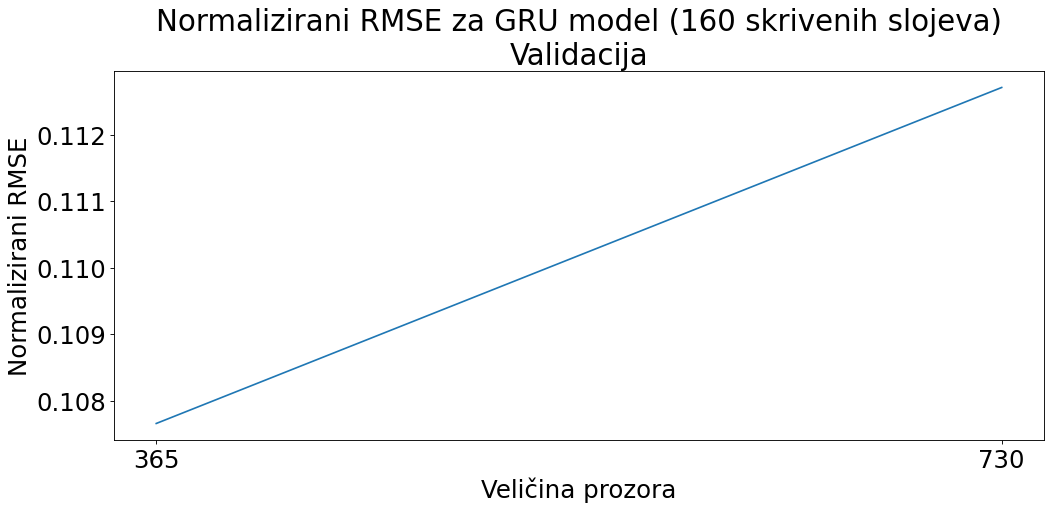 Normalizirani RMSE za GRU model (160 skrivenih slojeva)
Validacija
Normalizirani RMSE
0.112
0.111
0.110
0.109
0.108
365
730
Veličina prozora